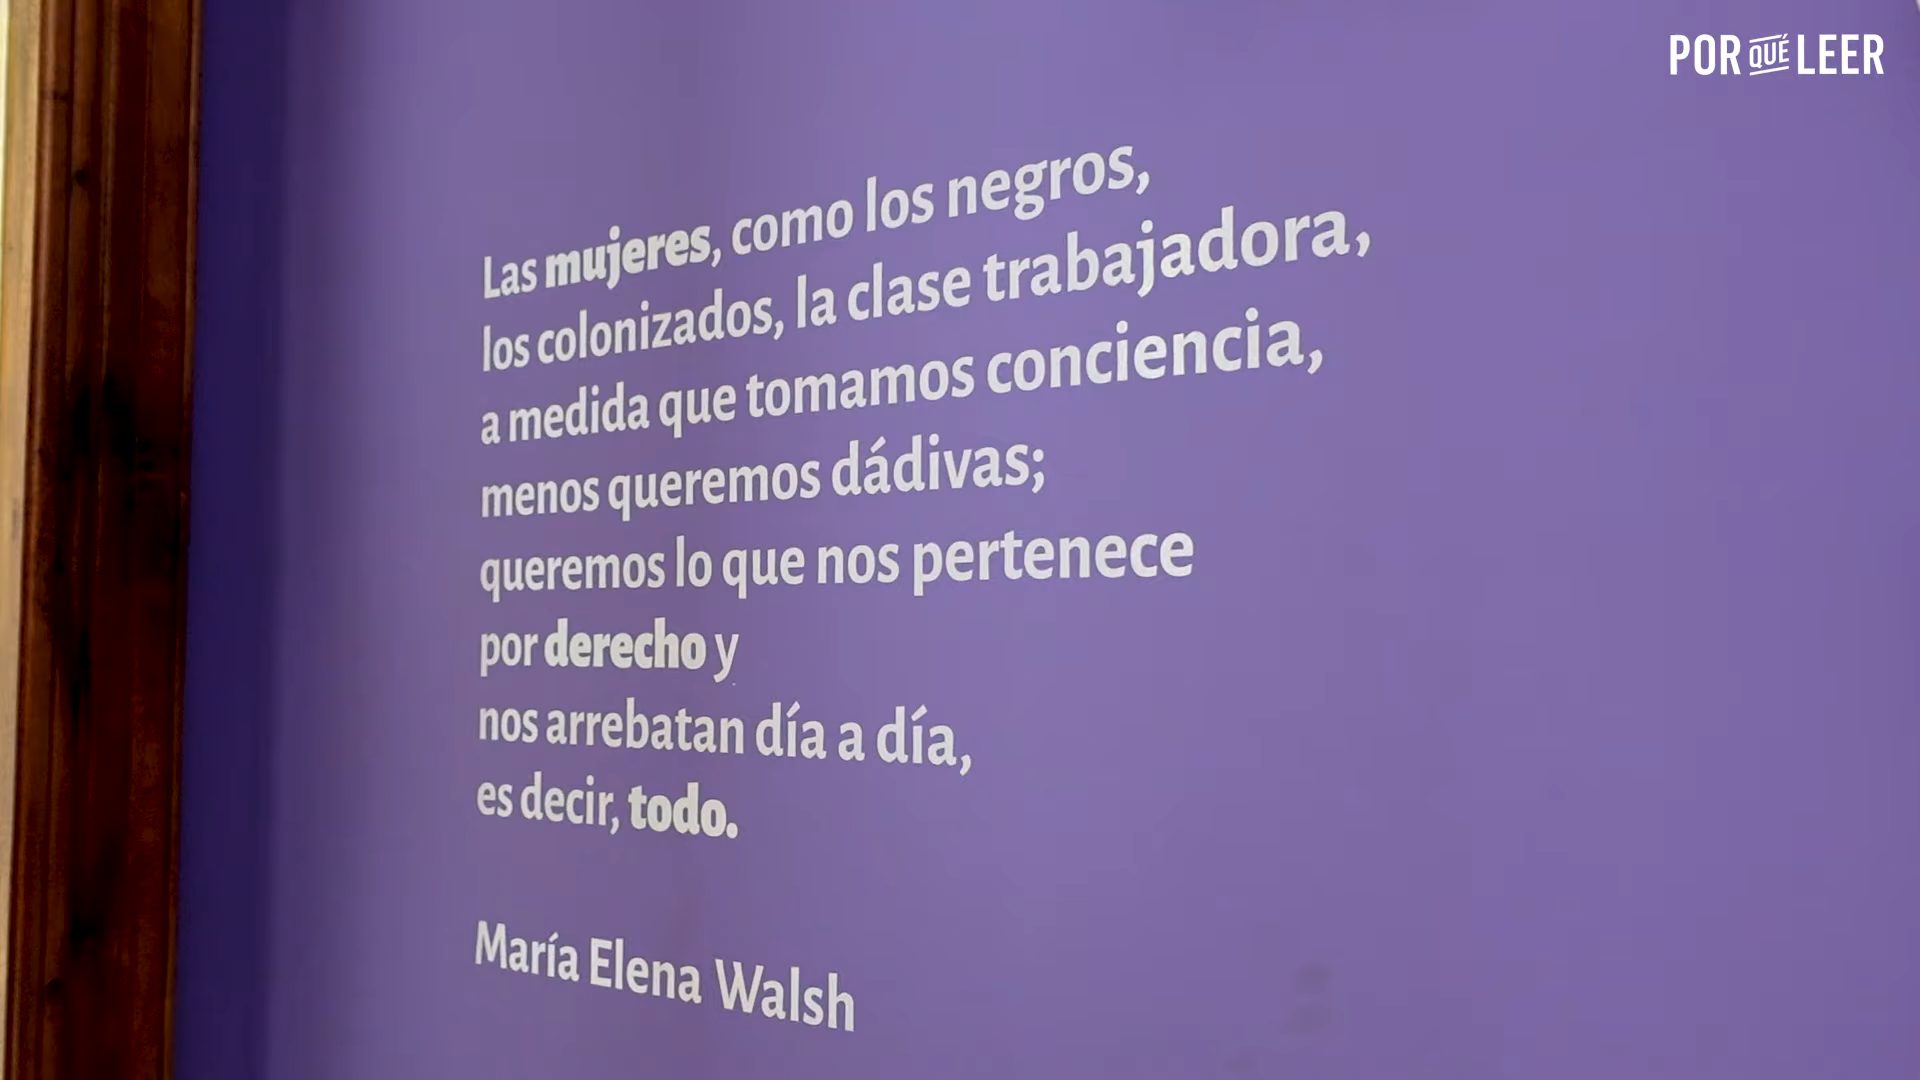 POR QUÉ LEER
Las mujeres, como los negros,
los colonizados, la clase trabajadora,
a medida que tomamos conciencia,
menos queremos dádivas;
queremos lo que nos pertenece
por derecho y
nos arrebatan día a día,
es decir, todo.
María Elena Walsh